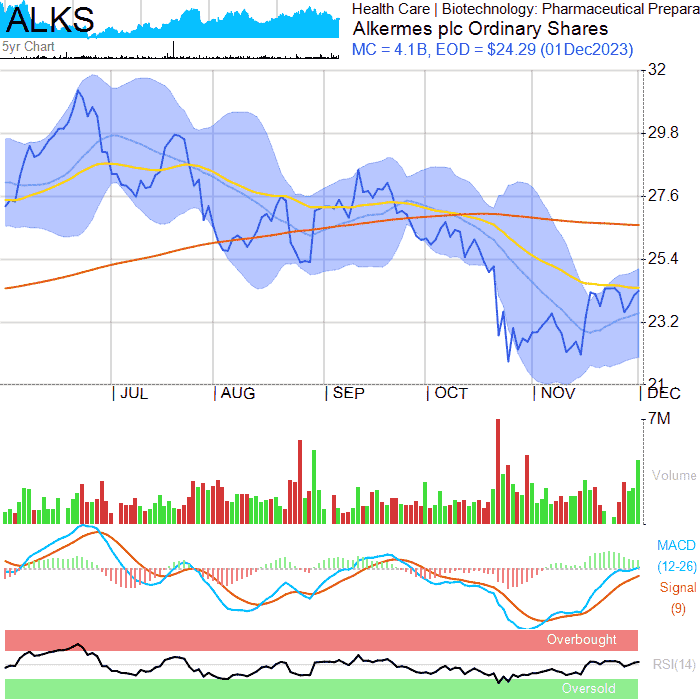 ALKS
5yr Chart
Health Care | Biotechnology: Pharmaceutical Prepara
Alkermes plc Ordinary Shares
MC = 4.1B, EOD = $24.29 (01Dec2023)
32
29.8
27.6
25.4
23.2
21
JUL AUG SEP OCT NOV DEC
7M
Volume
MACD
(12-26)
Signal
(9)
Overbought
RSI(14)
Oversold